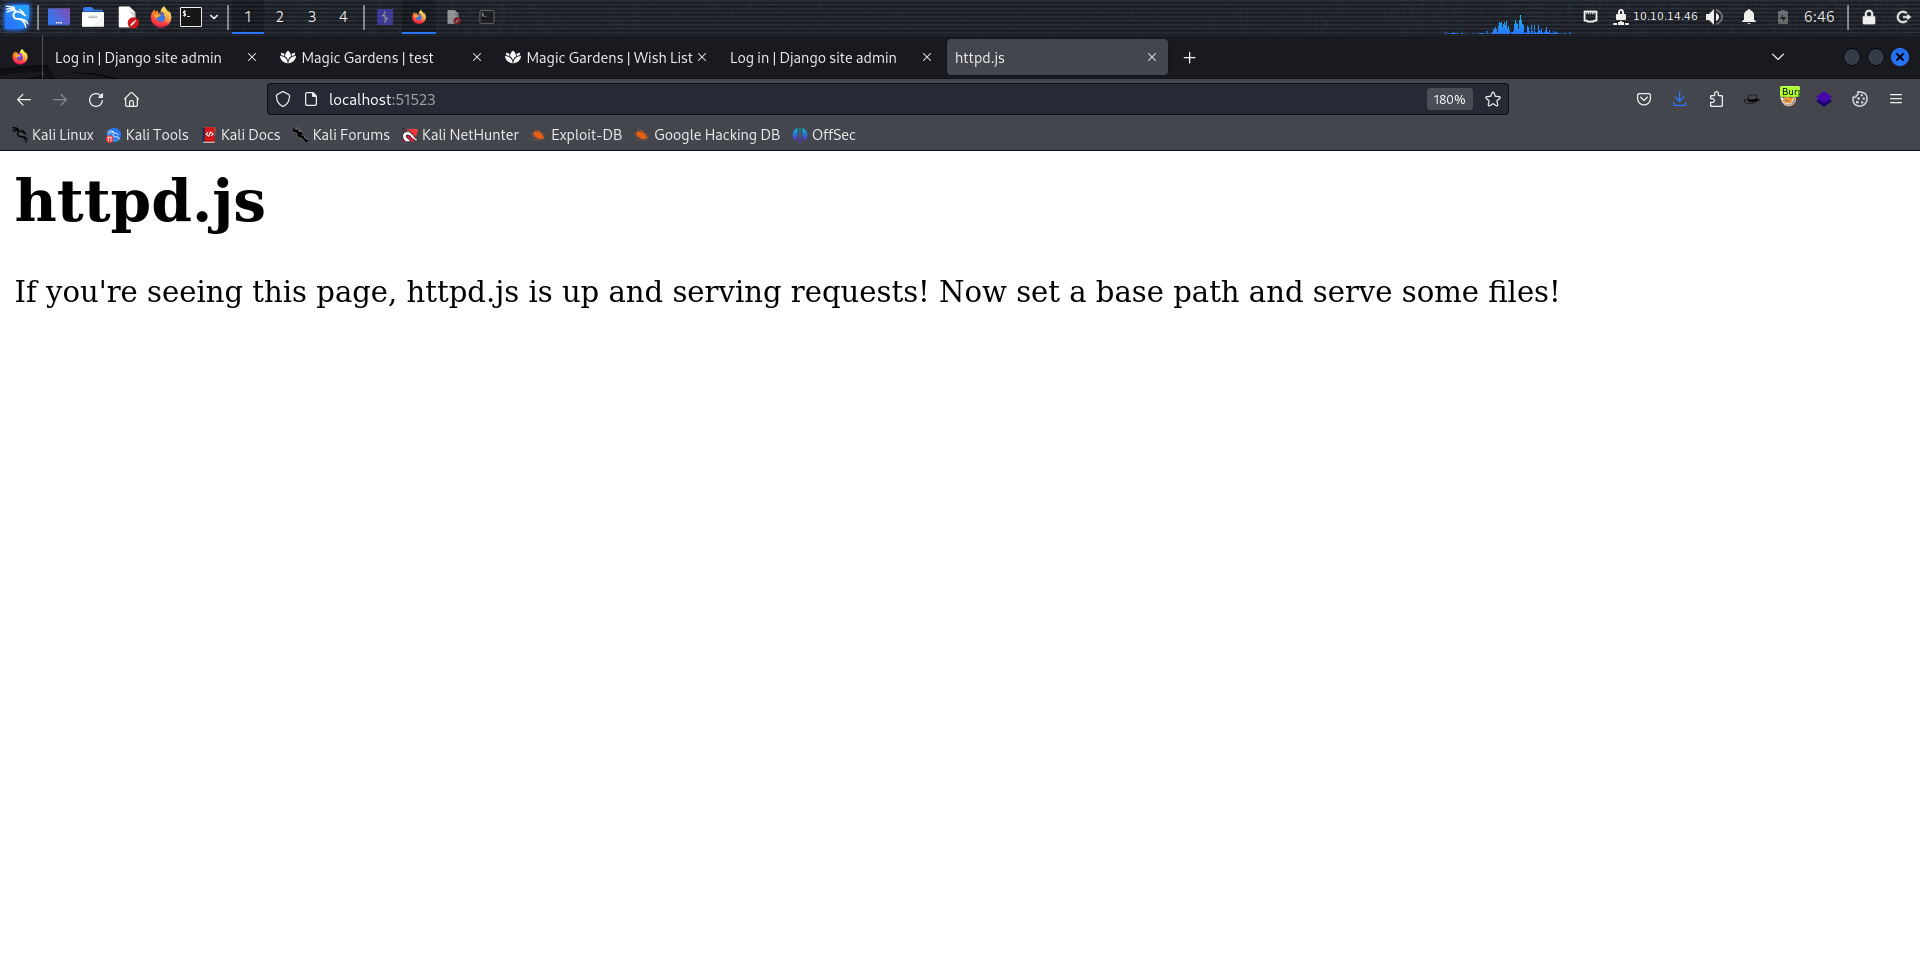 1 2 3 4 10.10.14.46 6:46
Log in | Django site admin Magic Gardens | test Magic Gardens | Wish List Log in | Django site admin httpd.js
localhost:51523 180%
Kali Linux Kali Tools Kali Docs Kali Forums Kali NetHunter Exploit-DB Google Hacking DB OffSec
httpd.js
If you're seeing this page, httpd.js is up and serving requests! Now set a base path and serve some files!